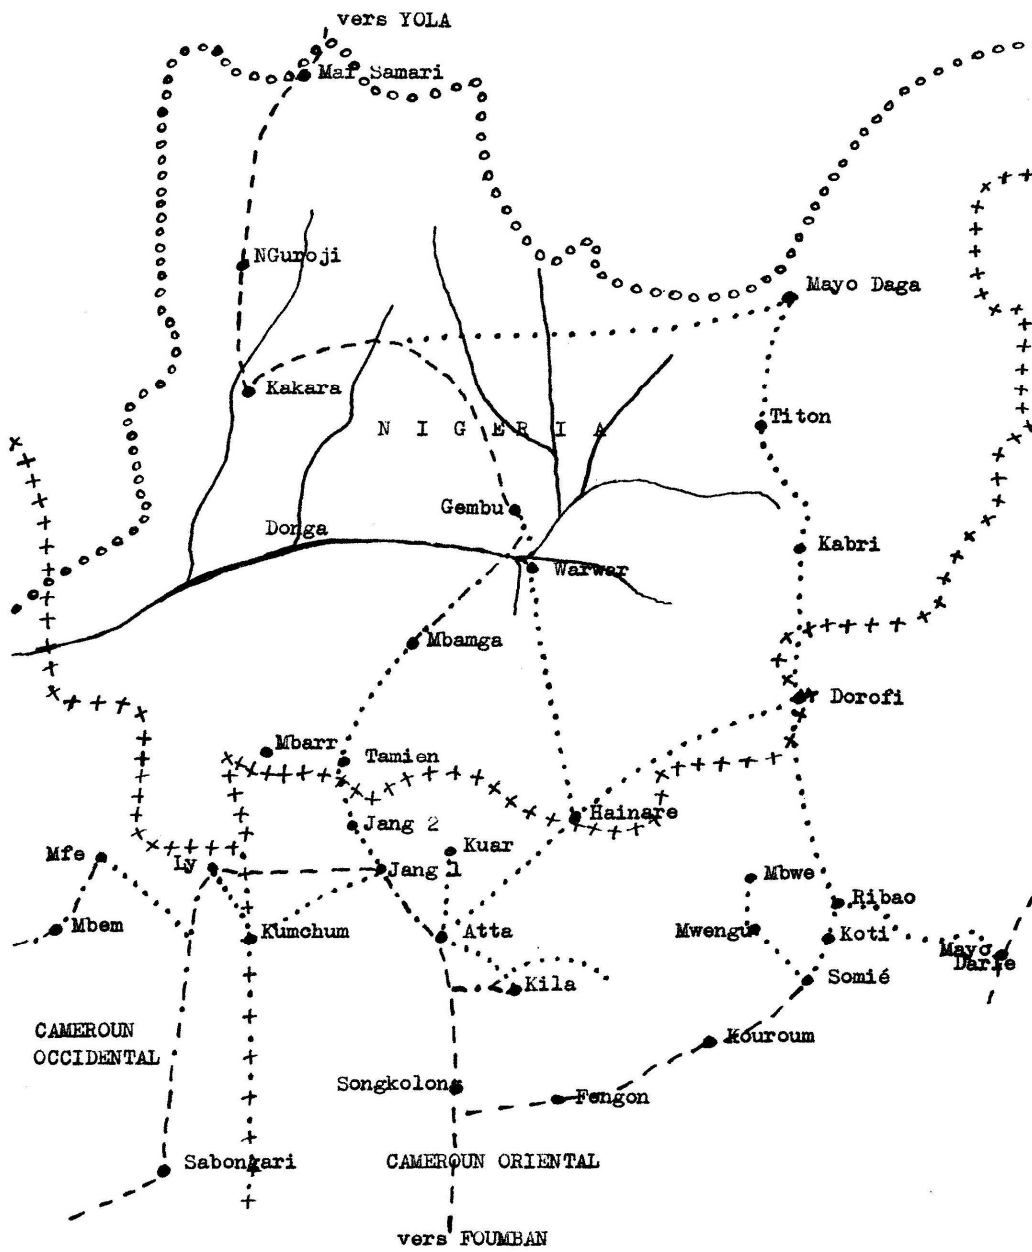 vers YOLA
Mai Samari
NGuroji
Mayo Daga
Kakara
Titon
N I G E R I A
Gembu
Donga
Kabri
Warwar
Mbamga
Dorofi
Mbarr
Tamien
Hainare
Jang 2
Kuar
Mfe
Ly
Jang 1
Mbwe
Ribao
Mbem
Kumchum
Atta
Mwengu
Koti
Mayo
Darle
Somié
Kila
CAMEROUN
OCCIDENTAL
Kouroum
Songkolong
Fengon
Sabongari
CAMEROUN ORIENTAL
vers FOUMBAN